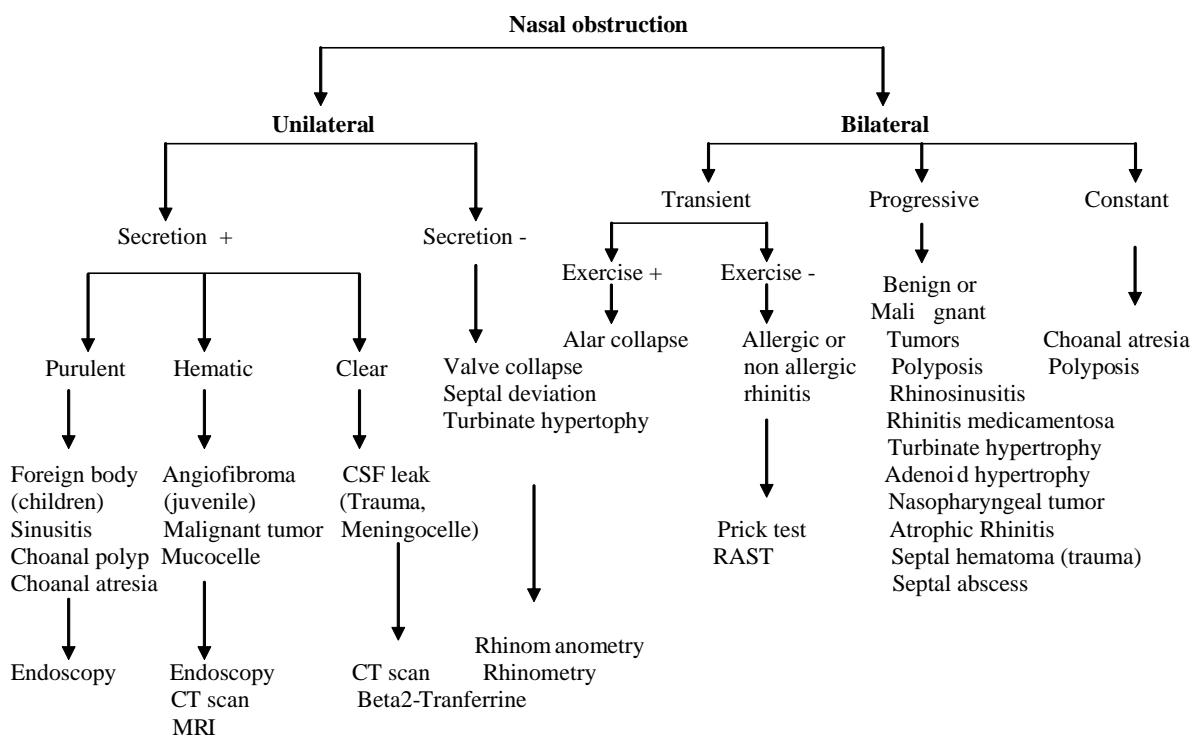 Nasal obstruction
Unilateral
Bilateral
Secretion +
Secretion -
Transient
Progressive
Constant
Exercise +
Exercise -
Purulent
Hematic
Clear
Valve collapse
Septal deviation
Turbinate hypertophy
Alar collapse
Allergic or
non allergic
rhinitis
Benign or
Mali gnant
Tumors
Polyposis
Rhinosinusitis
Rhinitis medicamentosa
Turbinate hypertrophy
Adenoid hypertrophy
Nasopharyngeal tumor
Atrophic Rhinitis
Septal hematoma (trauma)
Septal abscess
Choanal atresia
Polyposis
Foreign body
(children)
Sinusitis
Choanal polyp
Choanal atresia
Angiofibroma
(juvenile)
Malignant tumor
Mucocelle
CSF leak
(Trauma,
Meningocelle)
Prick test
RAST
Endoscopy
Endoscopy
CT scan
MRI
CT scan
Beta2-Tranferrine
Rhinom anometry
Rhinometry